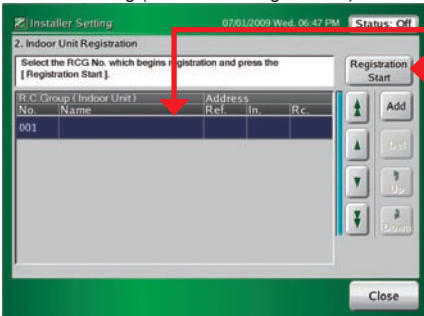 Installer Setting
07/01/2009 Wed. 06:47 PM
Status: Off
2. Indoor Unit Registration
Select the RCG No. which begins registration and press the
[ Registration Start ].
Registration
Start
R.C.Group ( Indoor Unit )
Address
No.
Name
Ref.
In.
Rc.
001
Add
Del
Up
Down
Close